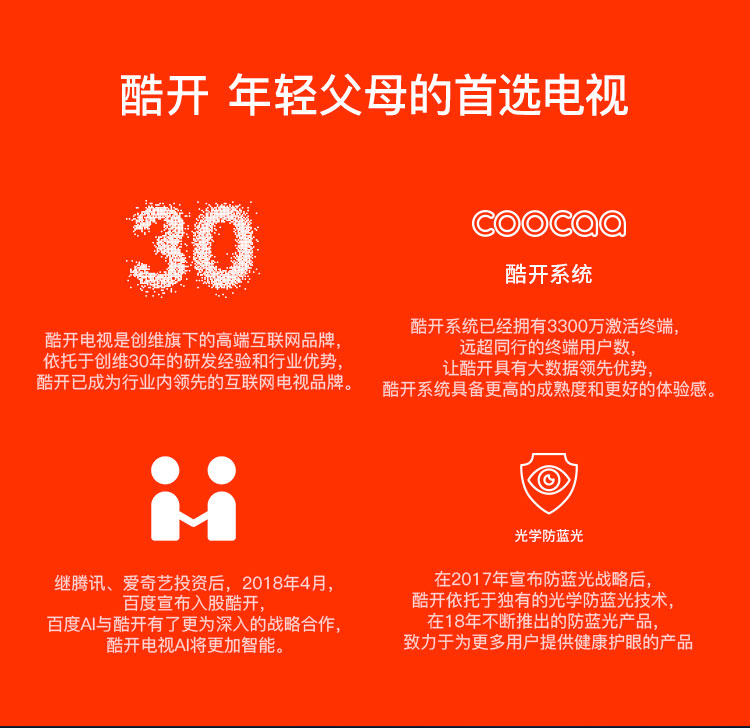 酷开 年轻父母的首选电视
30
酷开电视是创维旗下的高端互联网品牌，
依托于创维30年的研发经验和行业优势，
酷开已成为行业内领先的互联网电视品牌。
coocaa
酷开系统
酷开系统已经拥有3300万激活终端，
远超同行的终端用户数，
让酷开具有大数据领先优势，
酷开系统具备更高的成熟度和更好的体验感。
继腾讯、爱奇艺投资后，2018年4月，
百度宣布入股酷开，
百度AI与酷开有了更为深入的战略合作，
酷开电视AI将更加智能。
光学防蓝光
在2017年宣布防蓝光战略后，
酷开依托于独有的光学防蓝光技术，
在18年不断推出的防蓝光产品，
致力于为更多用户提供健康护眼的产品